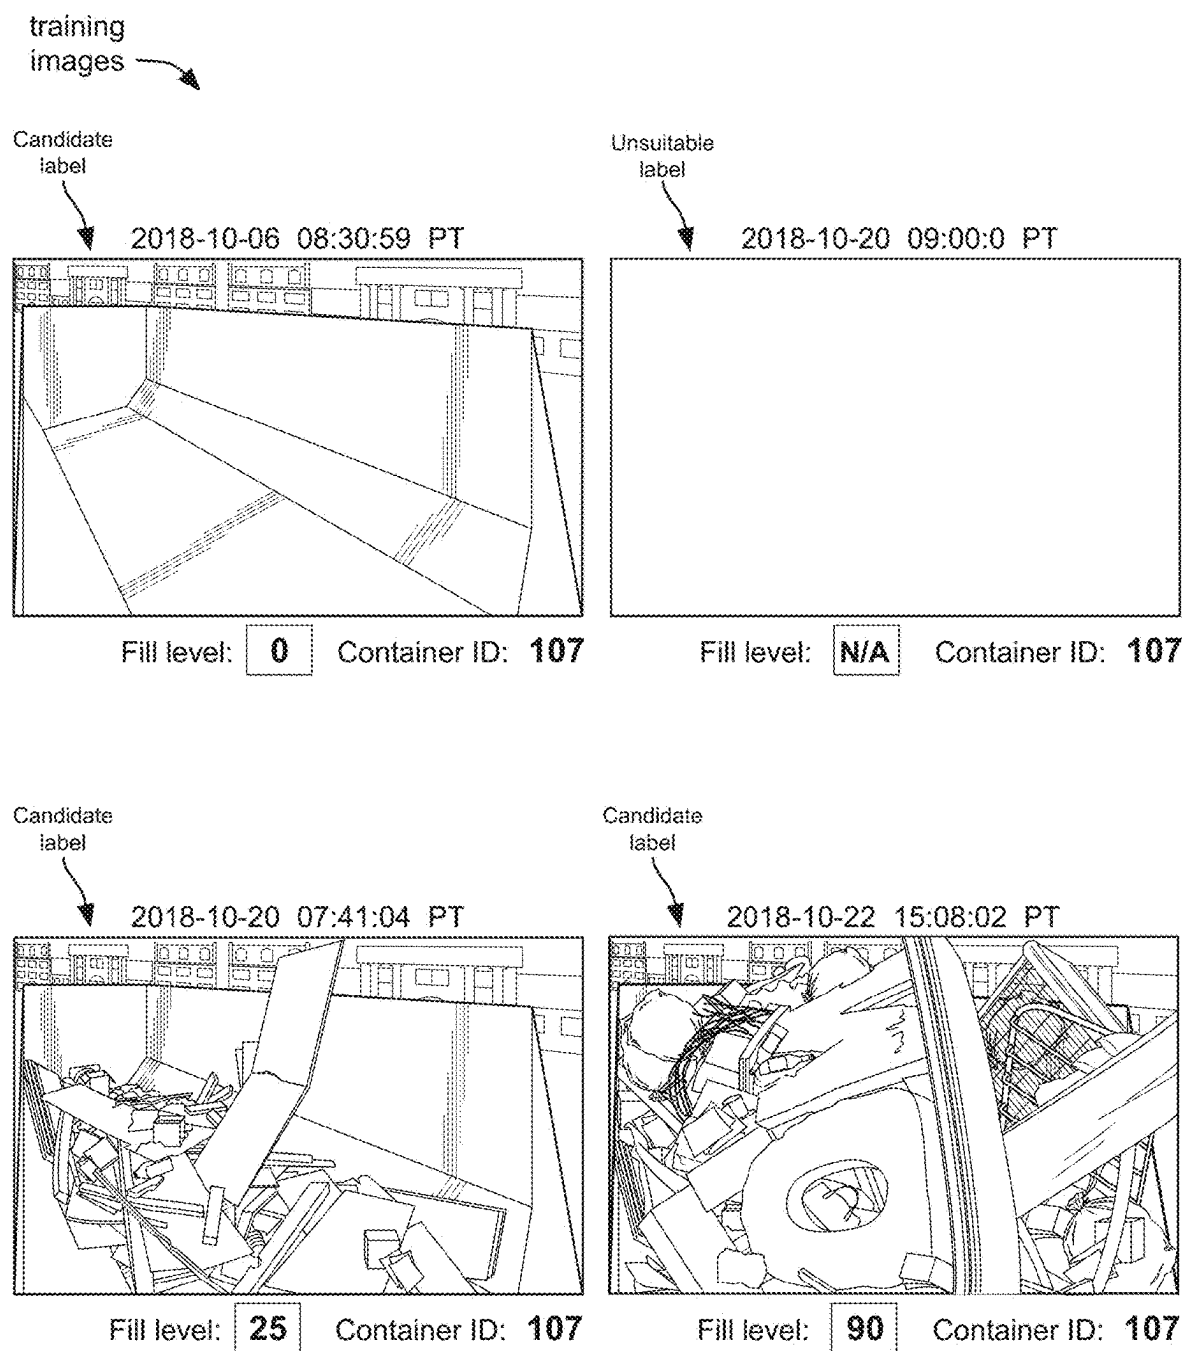 training
images
Candidate
label
2018-10-06 08:30:59 PT
Fill level: 0 Container ID: 107
Unsuitable
label
2018-10-20 09:00:0 PT
Fill level: N/A Container ID: 107
Candidate
label
2018-10-20 07:41:04 PT
Fill level: 25 Container ID: 107
Candidate
label
2018-10-22 15:08:02 PT
Fill level: 90 Container ID: 107